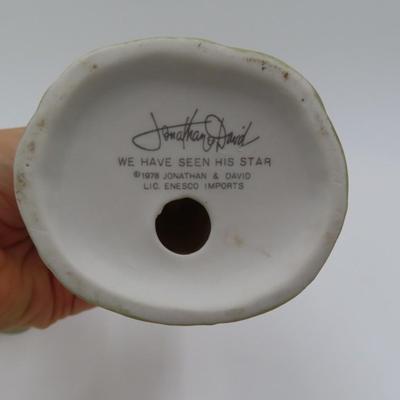 Jonathan & David
WE HAVE SEEN HIS STAR
©1978 JONATHAN & DAVID
LIC. ENESCO IMPORTS